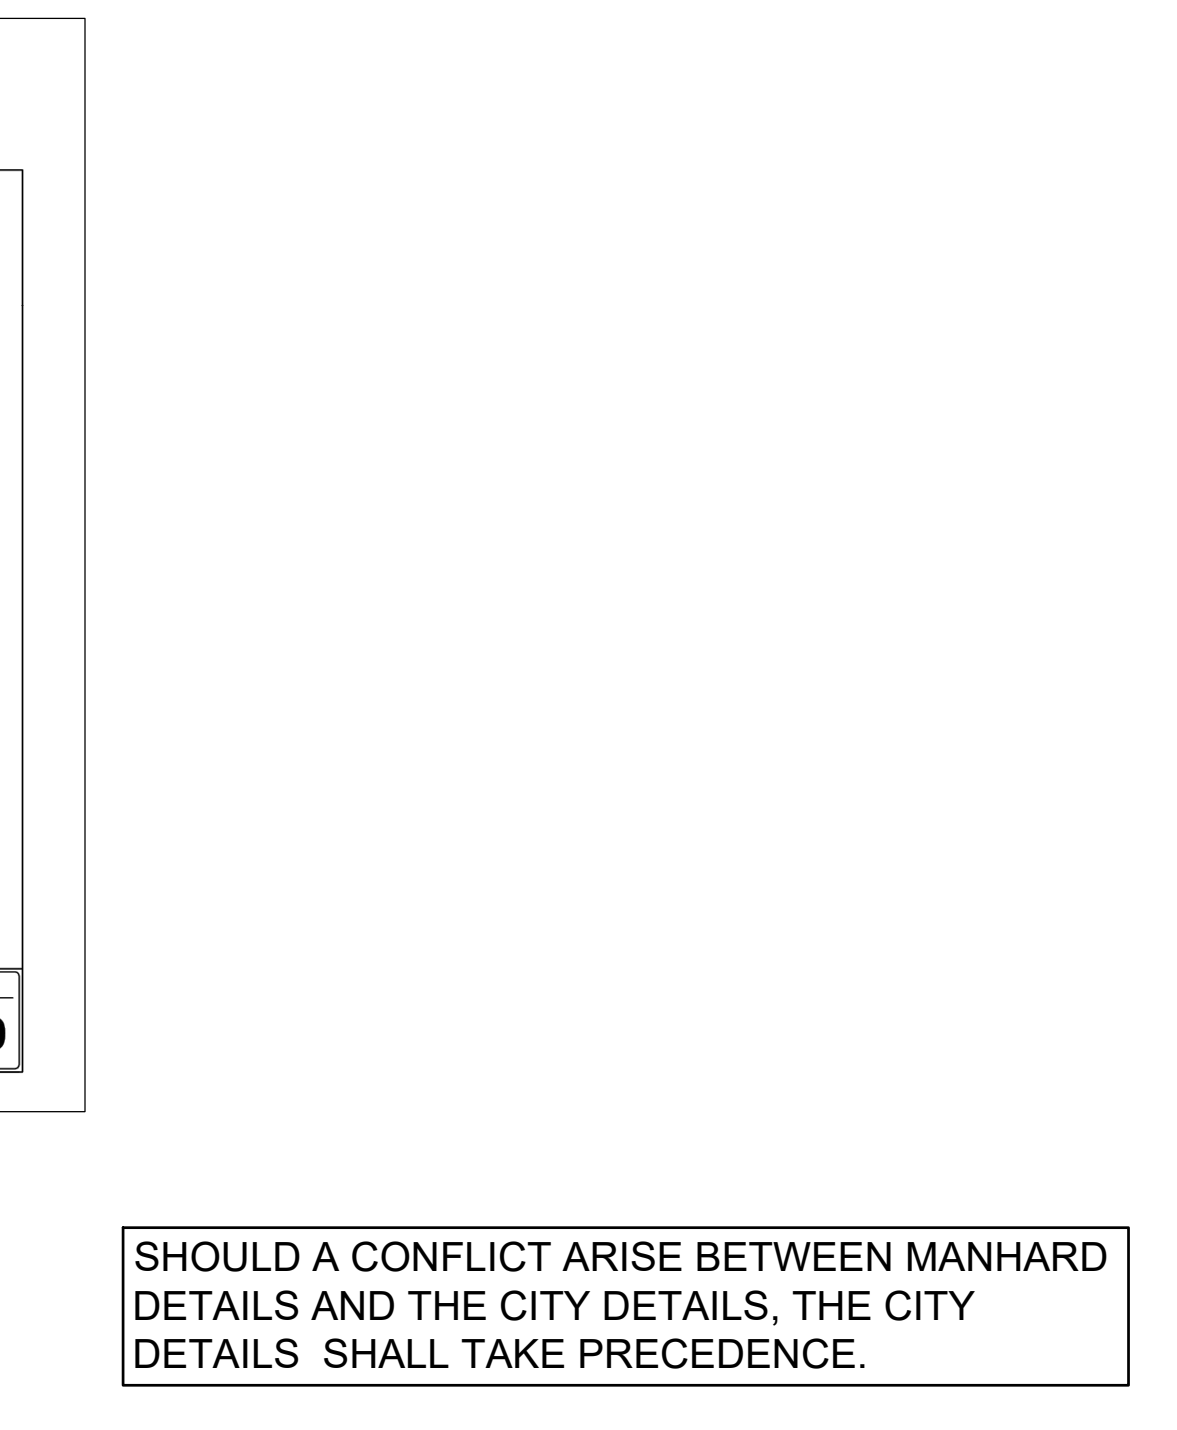 SHOULD A CONFLICT ARISE BETWEEN MANHARD
DETAILS AND THE CITY DETAILS, THE CITY
DETAILS  SHALL TAKE PRECEDENCE.